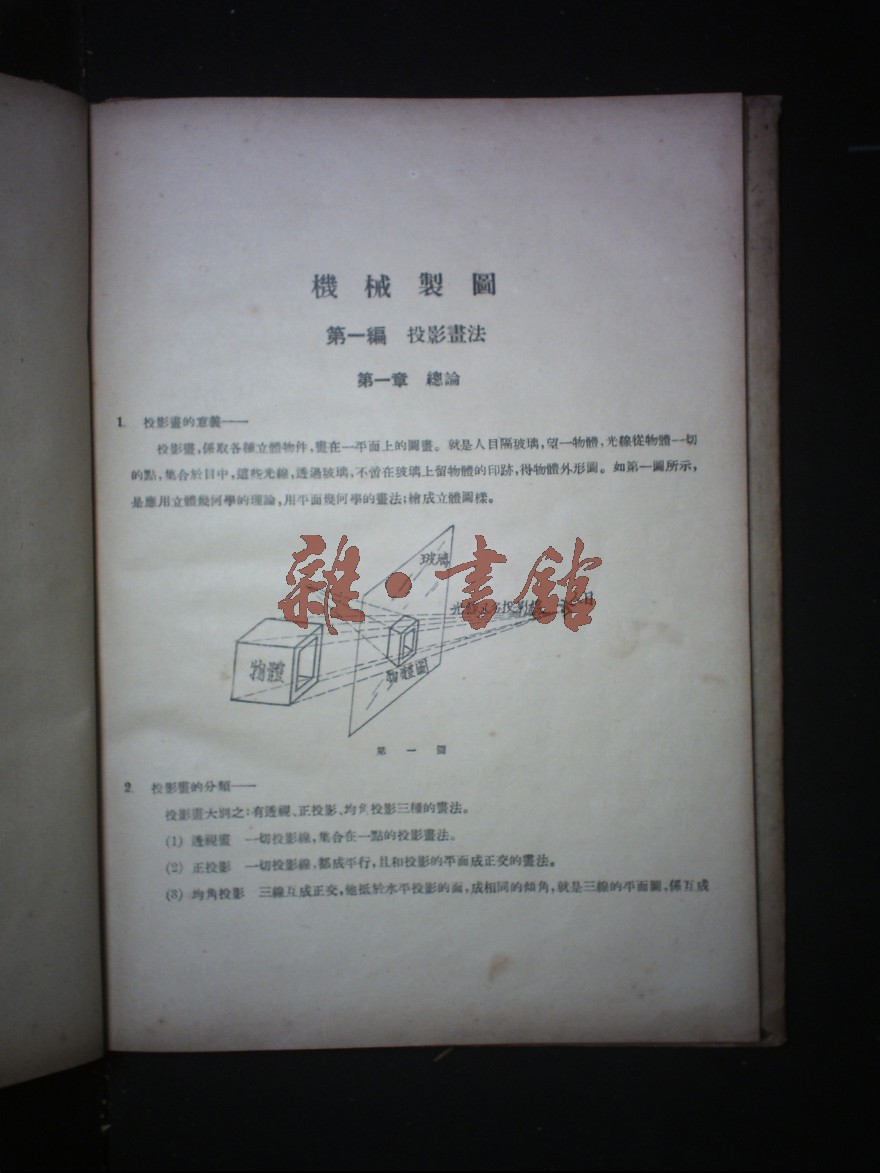 機械製圖
第一編 投影畫法
第一章 總論
1. 投影畫的意義——
投影畫,係取各種立體物件,畫在一平面上的圖畫。就是人目隔玻璃,望一物體,光線從物體一切
的點,集合於目中,這些光線,透過玻璃,不啻在玻璃上留物體的印跡,得物體外形圖。如第一圖所示,
是應用立體幾何學的理論,用平面幾何學的畫法;繪成立體圖樣。
玻璃
雜·書館
物體
物體圖
第一圖
2. 投影畫的分類——
投影畫大別之:有透視、正投影、均角投影三種的畫法。
(1) 透視畫 一切投影線,集合在一點的投影畫法。
(2) 正投影 一切投影線、都成平行,且和投影的平面成正交的畫法。
(3) 均角投影 三線互成正交,他抵於水平投影的面,成相同的傾角,就是三線的平面圖,係互成